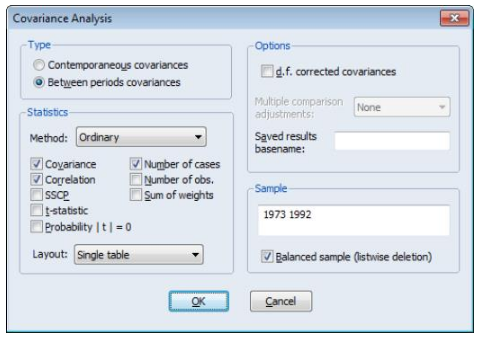 Covariance Analysis
Type
Contemporaneous covariances
Between periods covariances
Statistics
Method: Ordinary
Covariance
Number of cases
Correlation
Number of obs.
SSCP
Sum of weights
t-statistic
Probability | t | = 0
Layout: Single table
Options
d.f. corrected covariances
Multiple comparison
adjustments: None
Saved results
basename:
Sample
1973 1992
Balanced sample (listwise deletion)
OK
Cancel